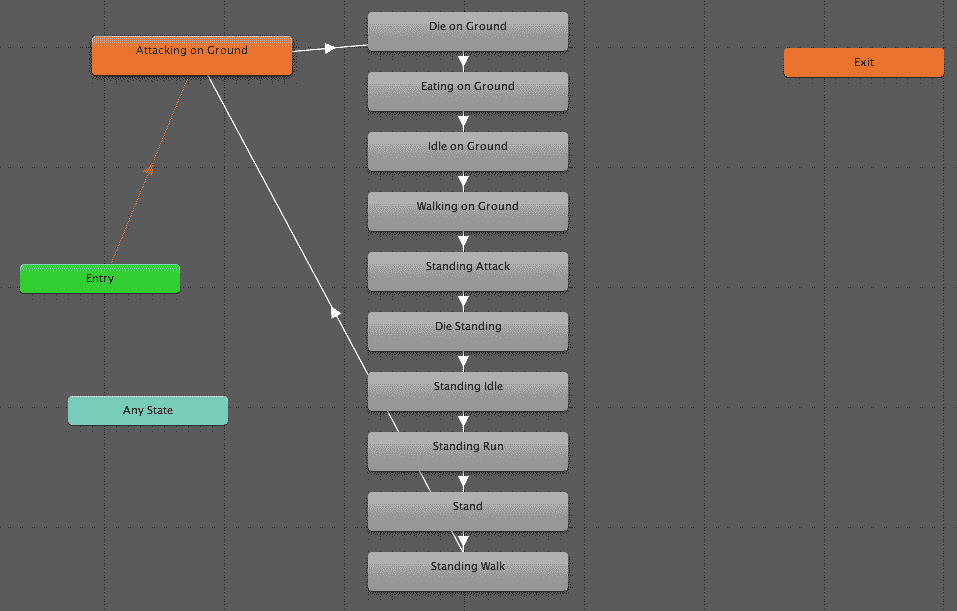 Die on Ground
Attacking on Ground
Exit
Eating on Ground
Idle on Ground
Walking on Ground
Standing Attack
Entry
Die Standing
Standing Idle
Any State
Standing Run
Stand
Standing Walk